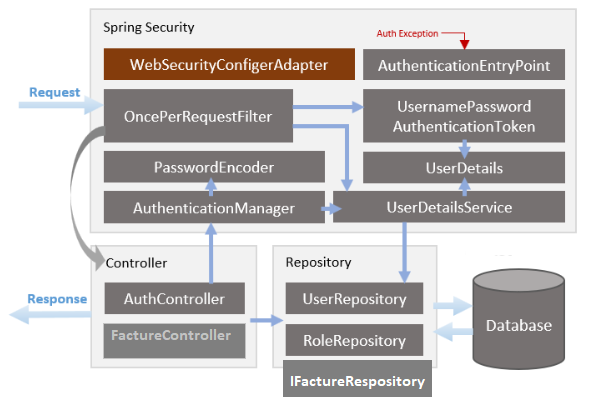 Spring Security
Auth Exception
WebSecurityConfigerAdapter
AuthenticationEntryPoint
Request
OncePerRequestFilter
UsernamePassword
AuthenticationToken
PasswordEncoder
UserDetails
AuthenticationManager
UserDetailsService
Controller
Repository
Response
AuthController
UserRepository
Database
FactureController
RoleRepository
IFactureRespository